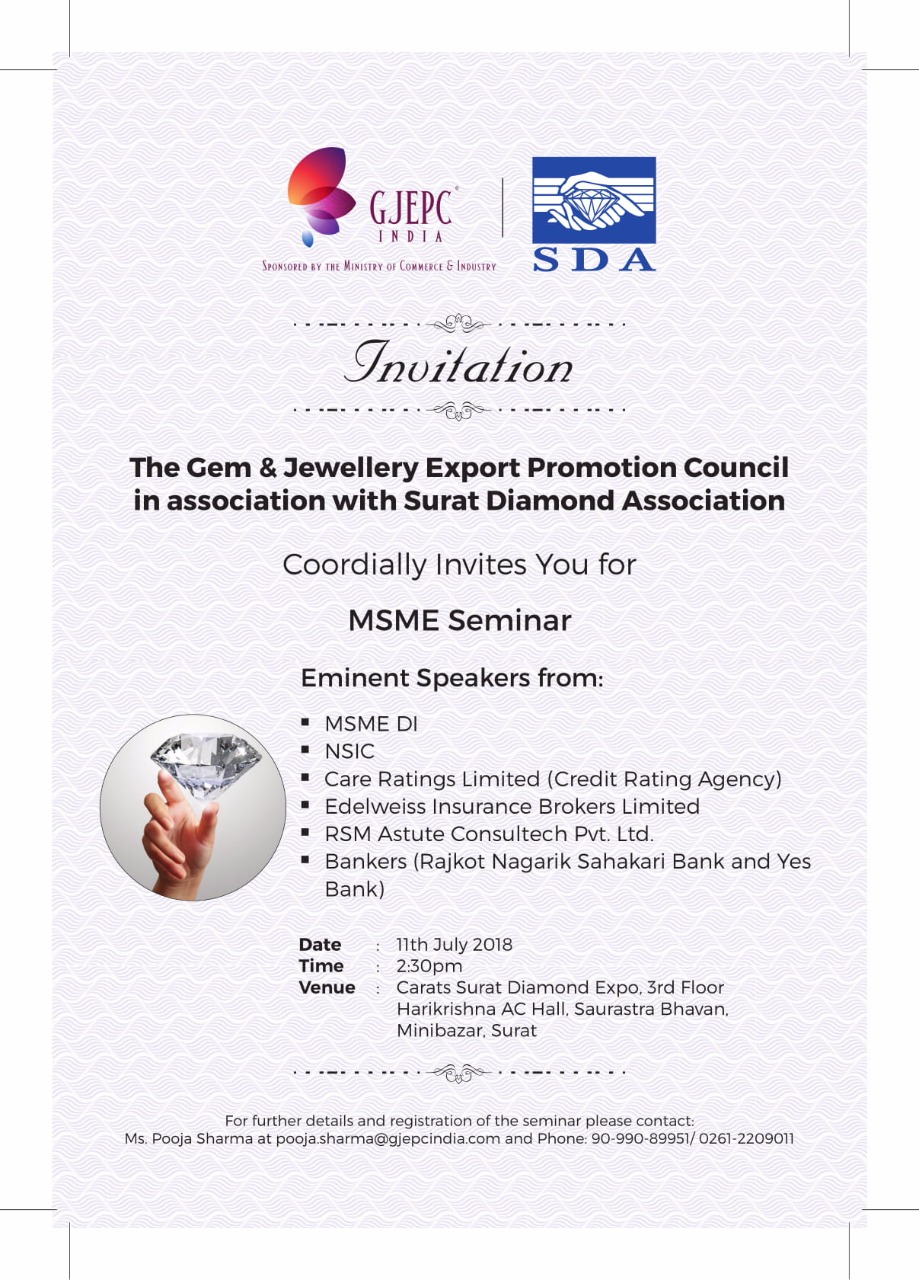 GJEPC
INDIA
SPONSORED BY THE MINISTRY OF COMMERCE & INDUSTRY
SDA
Invitation
The Gem & Jewellery Export Promotion Council
in association with Surat Diamond Association
Coordially Invites You for
MSME Seminar
Eminent Speakers from:
▪ MSME DI
▪ NSIC
▪ Care Ratings Limited (Credit Rating Agency)
▪ Edelweiss Insurance Brokers Limited
▪ RSM Astute Consultech Pvt. Ltd.
▪ Bankers (Rajkot Nagarik Sahakari Bank and Yes
Bank)
Date : 11th July 2018
Time : 2:30pm
Venue : Carats Surat Diamond Expo, 3rd Floor
Harikrishna AC Hall, Saurastra Bhavan,
Minibazar, Surat
For further details and registration of the seminar please contact:
Ms. Pooja Sharma at pooja.sharma@gjepcindia.com and Phone: 90-990-89951/ 0261-2209011